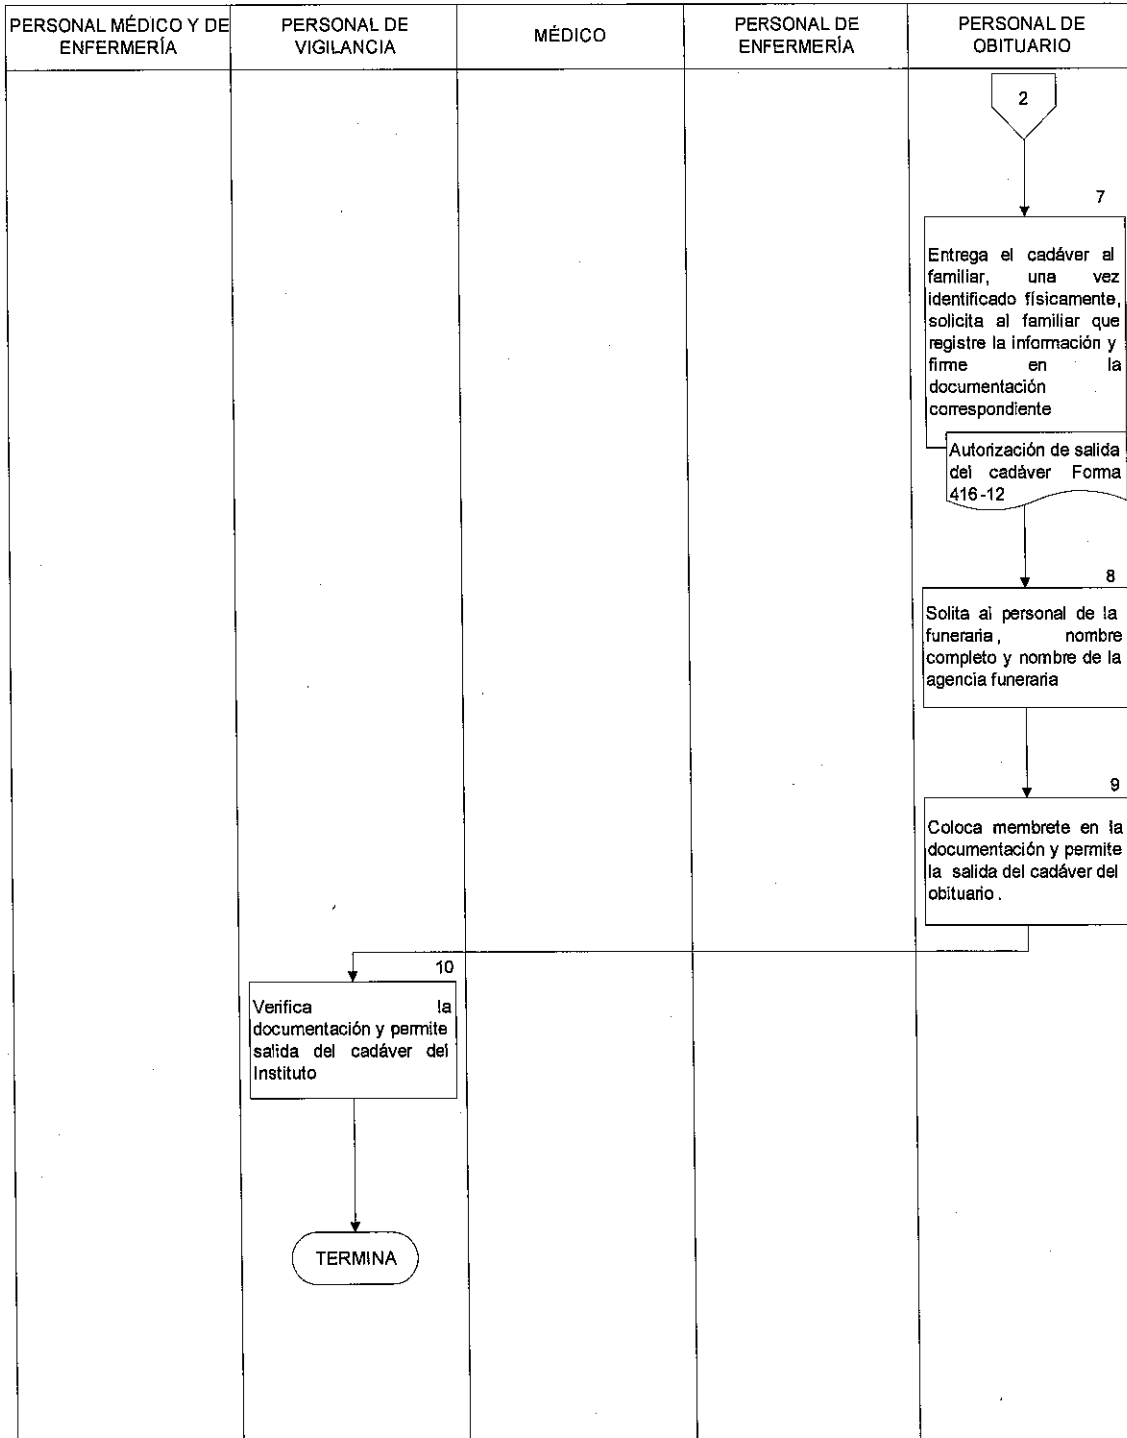 PERSONAL MÉDICO Y DE
ENFERMERÍA
PERSONAL DE
VIGILANCIA
MÉDICO
PERSONAL DE
ENFERMERÍA
PERSONAL DE
OBITUARIO
2
7
Entrega el cadáver al
familiar, una vez
identificado físicamente,
solicita al familiar que
registre la información y
firme en la
documentación
correspondiente
Autorización de salida
del cadáver Forma
416-12
8
Solita al personal de la
funeraria, nombre
completo y nombre de la
agencia funeraria
9
Coloca membrete en la
documentación y permite
la salida del cadáver del
obituario.
10
Verifica la
documentación y permite
salida del cadáver del
Instituto
TERMINA